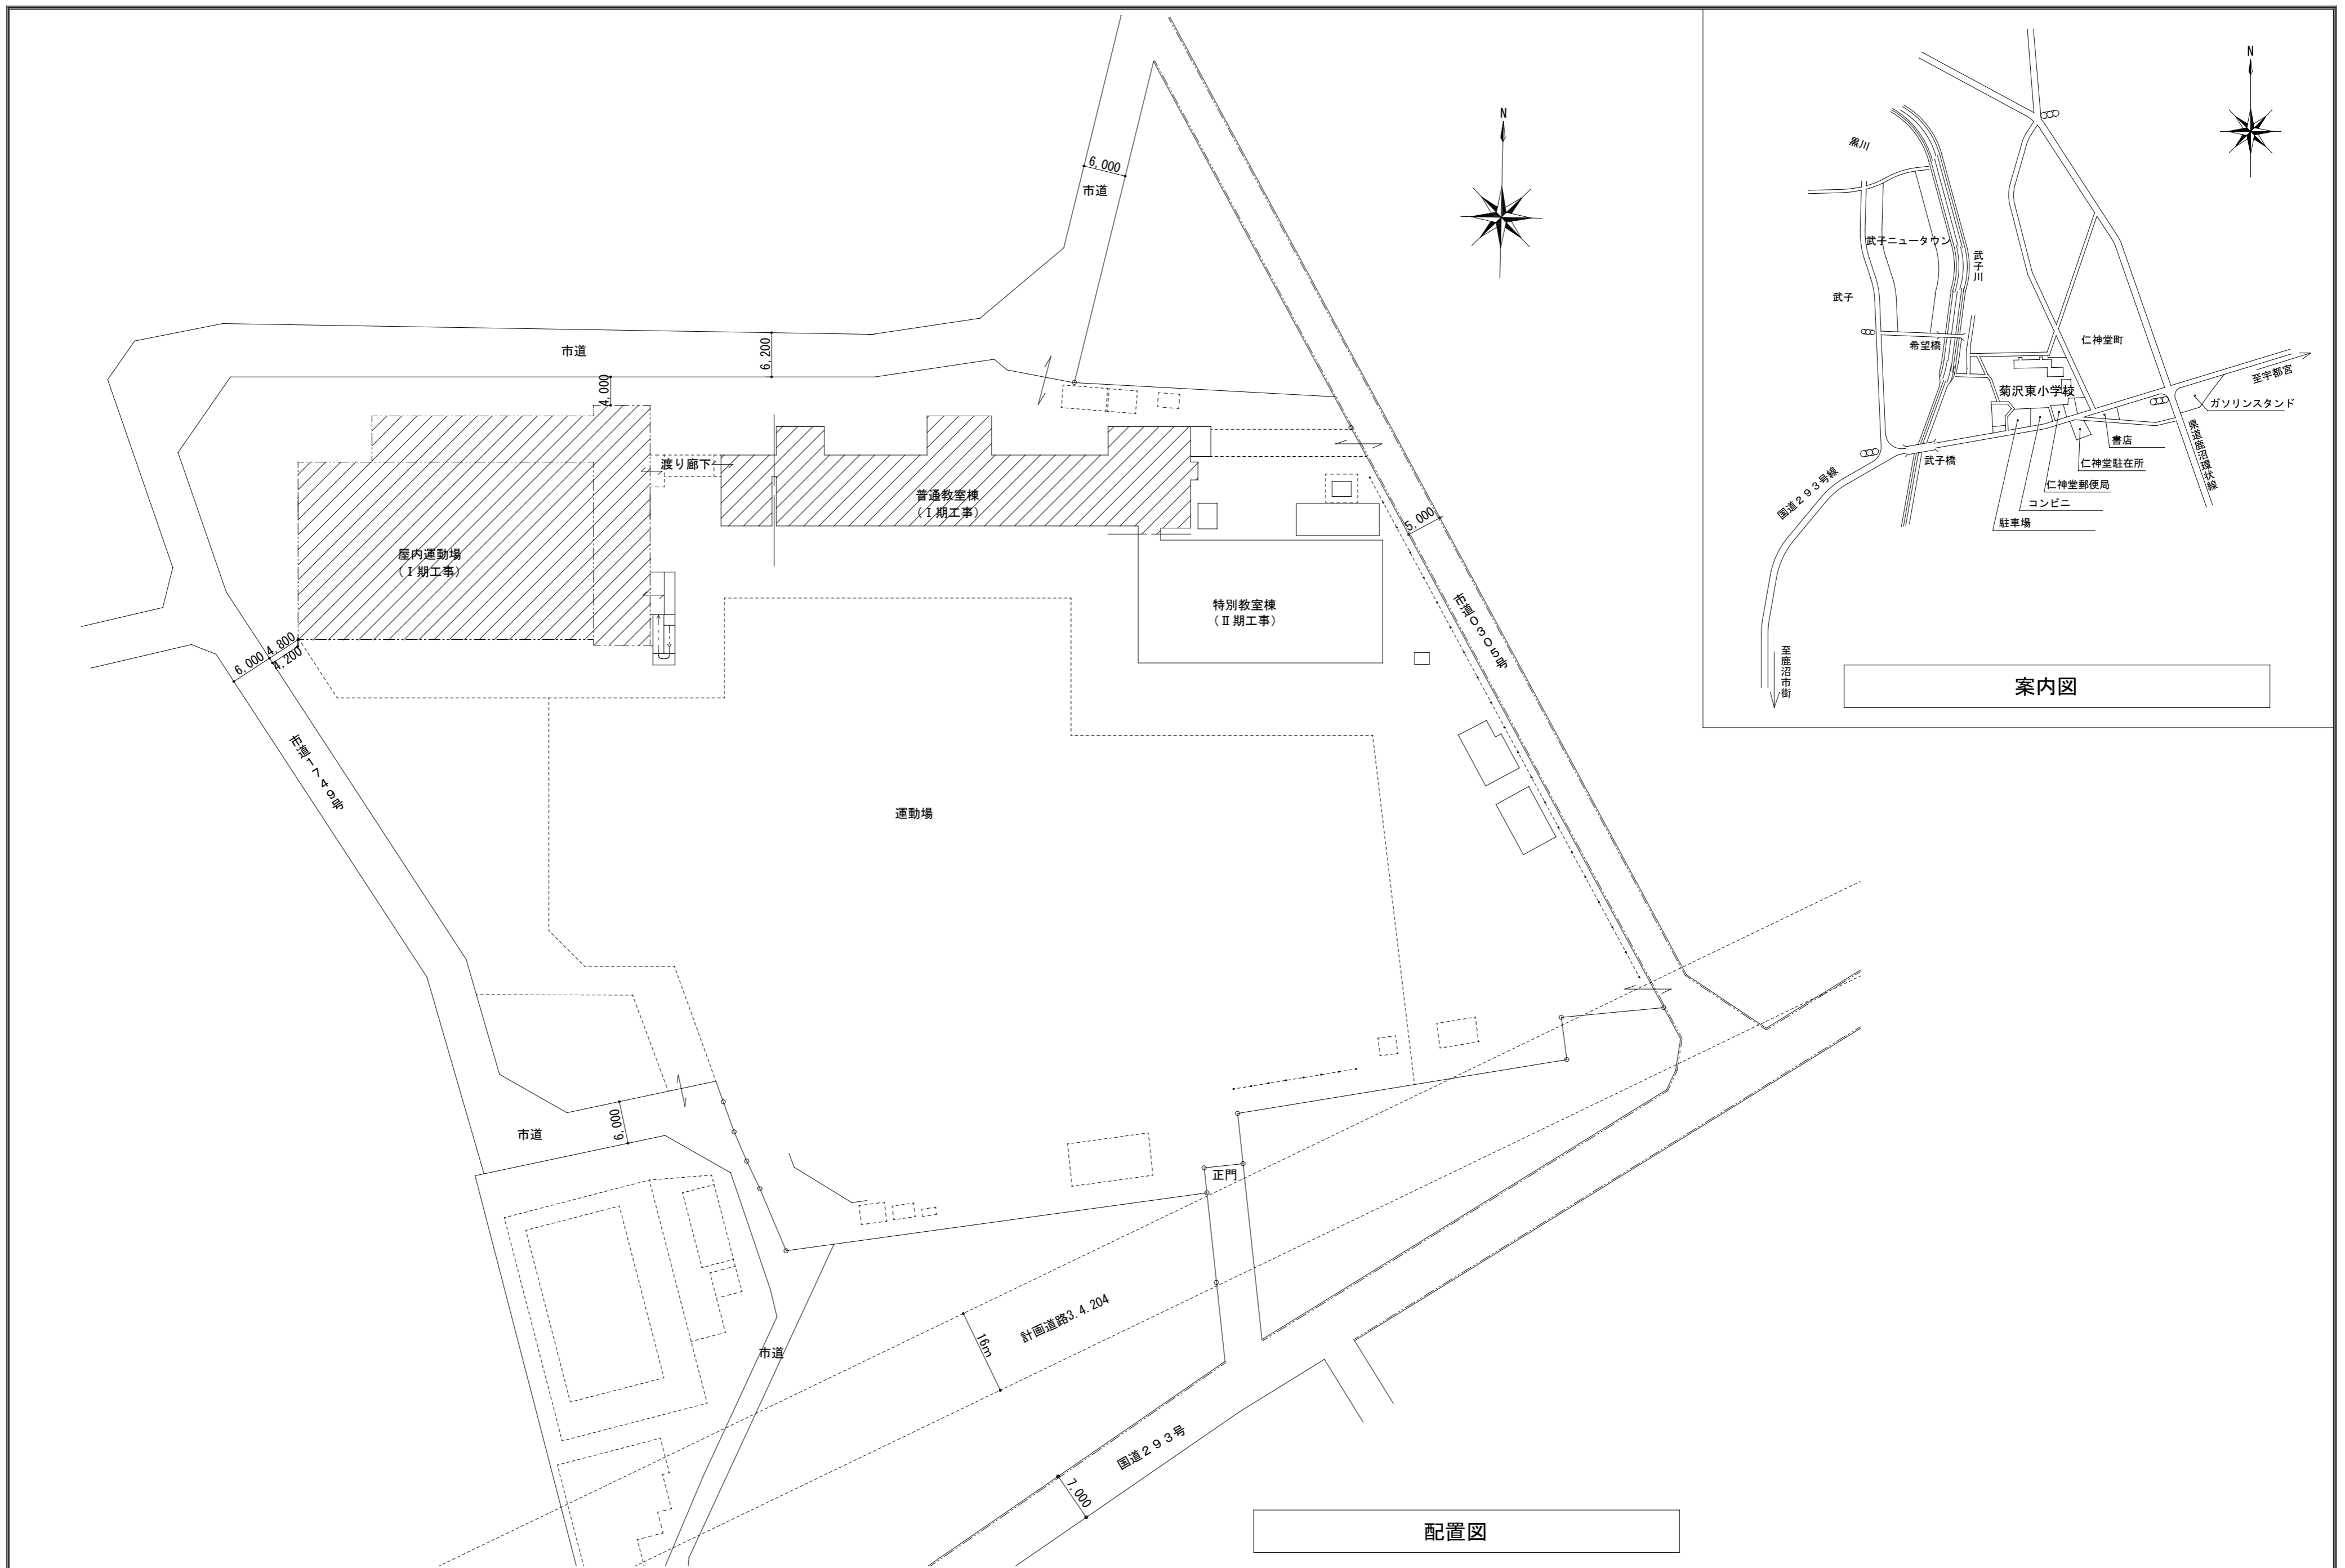 N
6,000
市道
市道
6,200
4,000
渡り廊下
普通教室棟
(Ⅰ期工事)
屋内運動場
(Ⅰ期工事)
特別教室棟
(Ⅱ期工事)
5,000
市道0305号
6,000
4,800
4,200
市道1749号
運動場
市道
6,000
正門
市道
16m
計画道路3.4.204
国道293号
7,000
配置図
N
黒川
武子ニュータウン
武子川
武子
希望橋
仁神堂町
菊沢東小学校
至宇都宮
ガソリンスタンド
県道鹿沼環状線
書店
仁神堂駐在所
仁神堂郵便局
コンビニ
駐車場
武子橋
国道293号線
至鹿沼市街
案内図